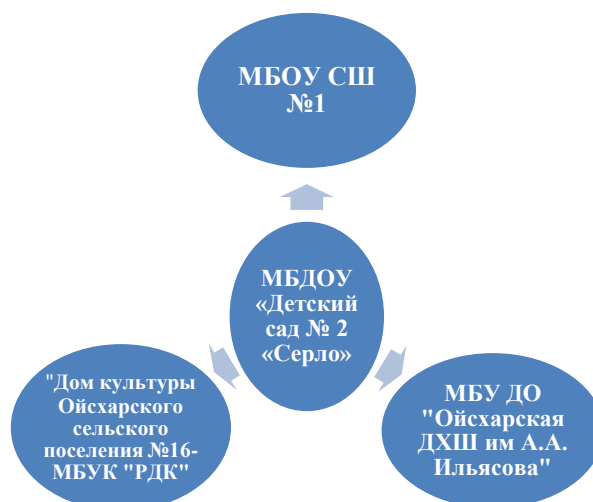 МБОУ СШ
№1
МБДОУ
«Детский
сад № 2
«Серло»
"Дом культуры
Ойсхарского
сельского
поселения №16-
МБУК "РДК"
МБУ ДО
"Ойсхарская
ДХШ им А.А.
Ильясова"